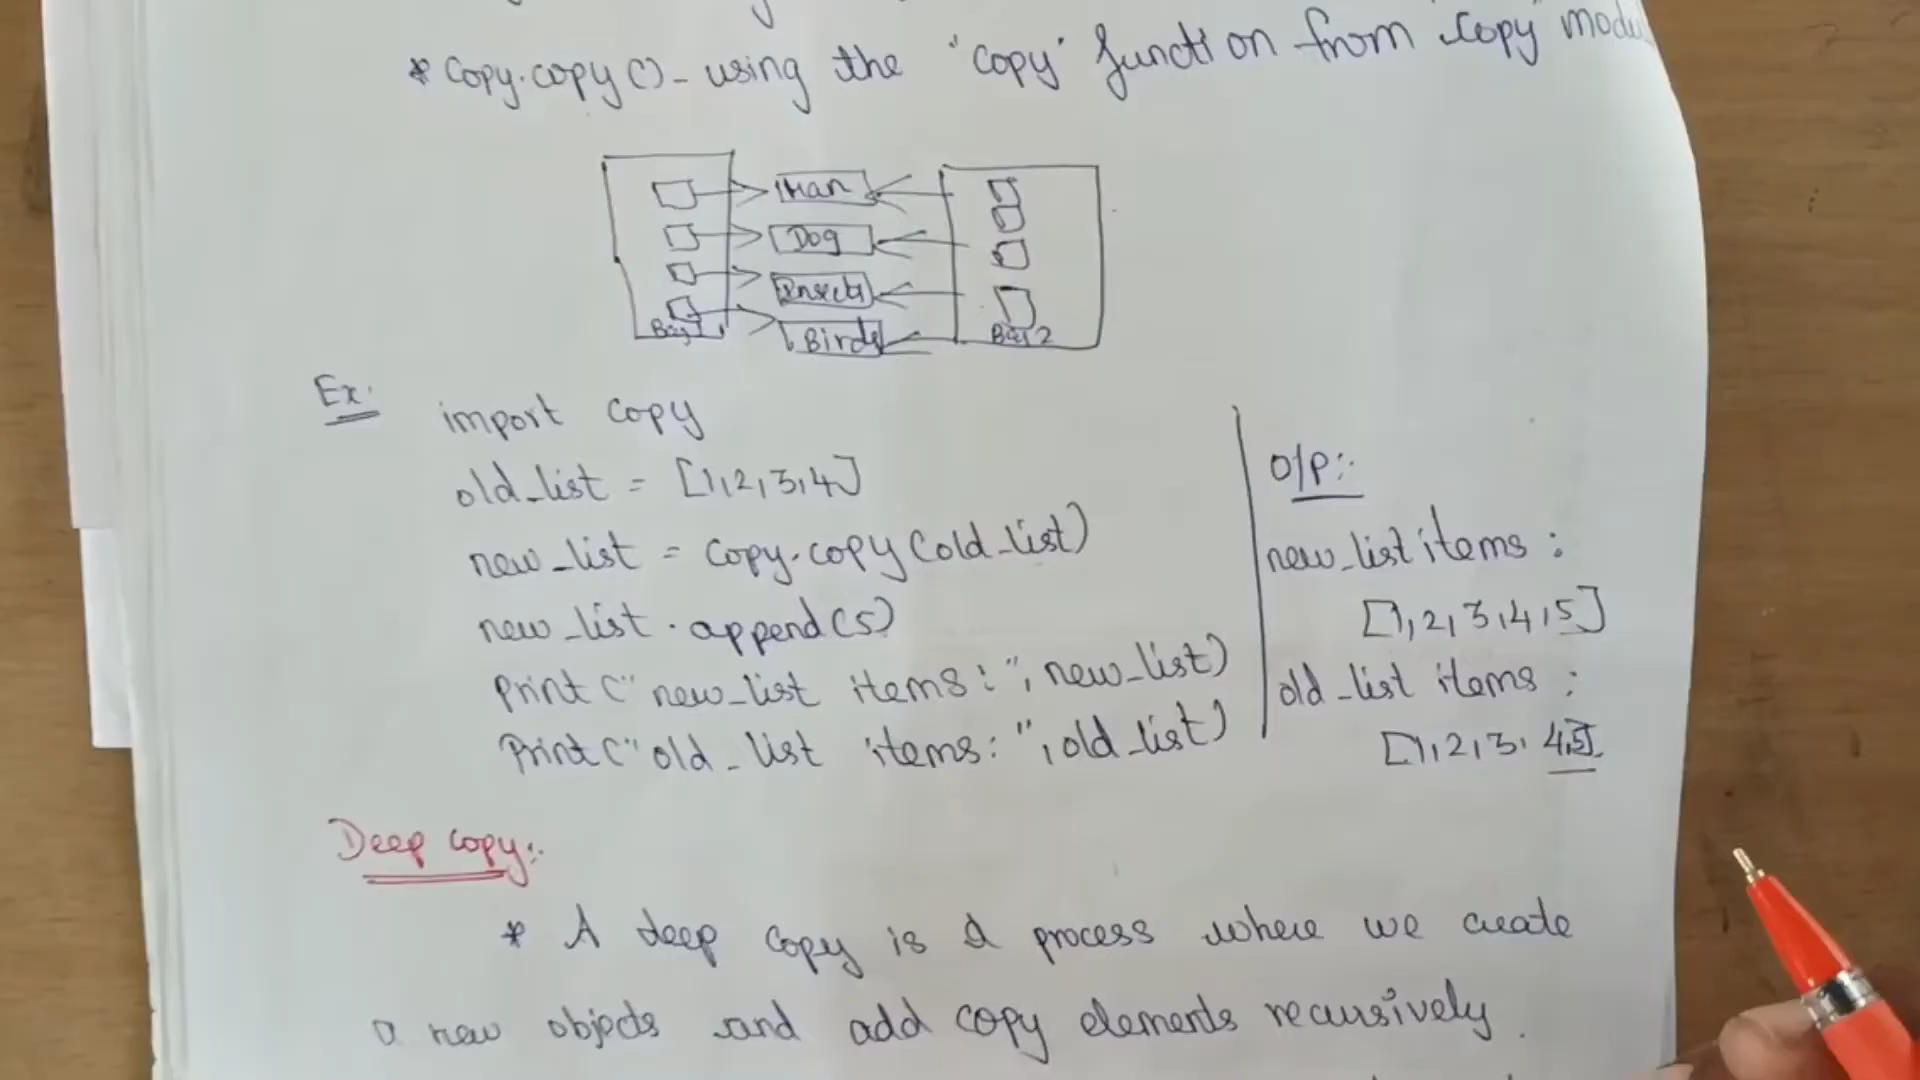 * Copy.copy() - using the 'copy' function from copy modu
Man
Dog
Insects
Birds
Bag 1
Bag 2
Ex:
import copy
old_list = [1,2,3,4]
new_list = copy.copy(old_list)
new_list.append(5)
print("new_list items:", new_list)
print("old_list items:", old_list)
O/P:-
new_list items :
[1,2,3,4,5]
old_list items :
[1,2,3,4,5]
Deep copy:-
* A deep copy is a process where we create
a new objects and add copy elements recursively.